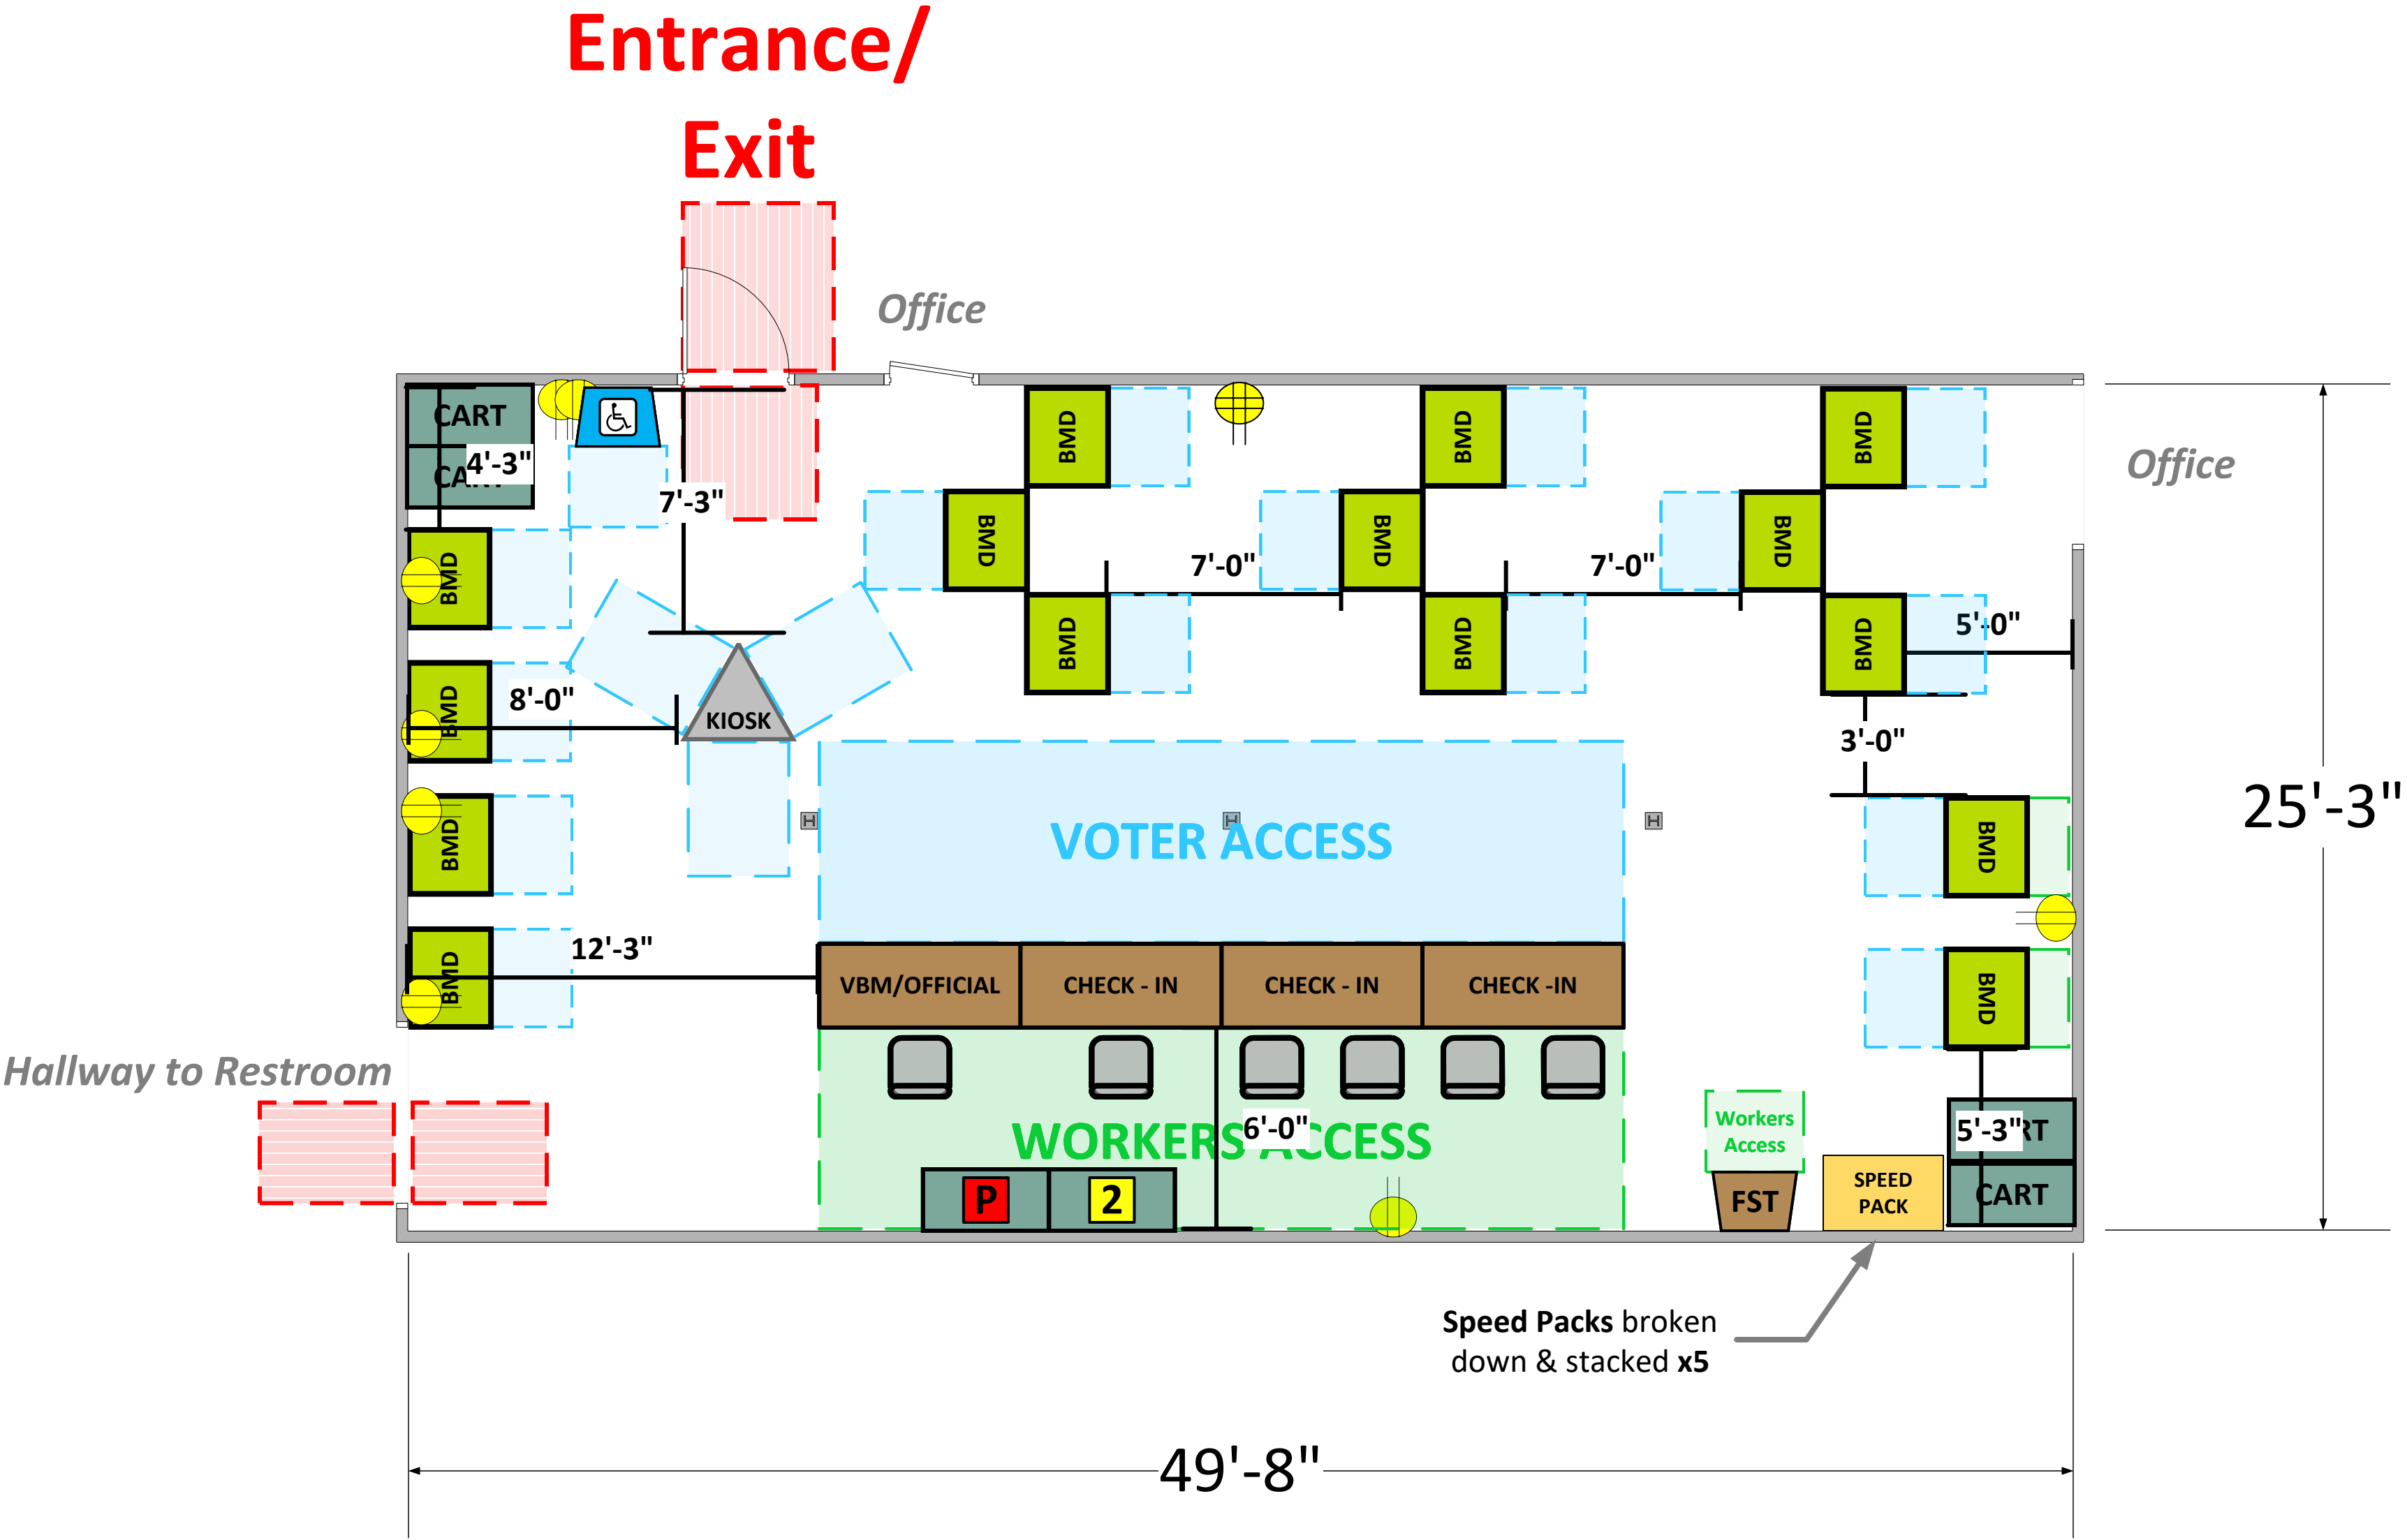 Entrance/
Exit
Office
CART
CART
4'-3"
7'-3"
BMD
BMD
BMD
Office
BMD
BMD
BMD
7'-0"
7'-0"
BMD
BMD
BMD
BMD
5'-0"
BMD
8'-0"
KIOSK
3'-0"
25'-3"
H
H
H
VOTER ACCESS
BMD
BMD
12'-3"
BMD
VBM/OFFICIAL
CHECK - IN
CHECK - IN
CHECK -IN
BMD
Hallway to Restroom
WORKERS ACCESS
6'-0"
Workers
Access
5'-3"
RT
P
2
FST
SPEED
PACK
CART
Speed Packs broken
down & stacked x5
49'-8"